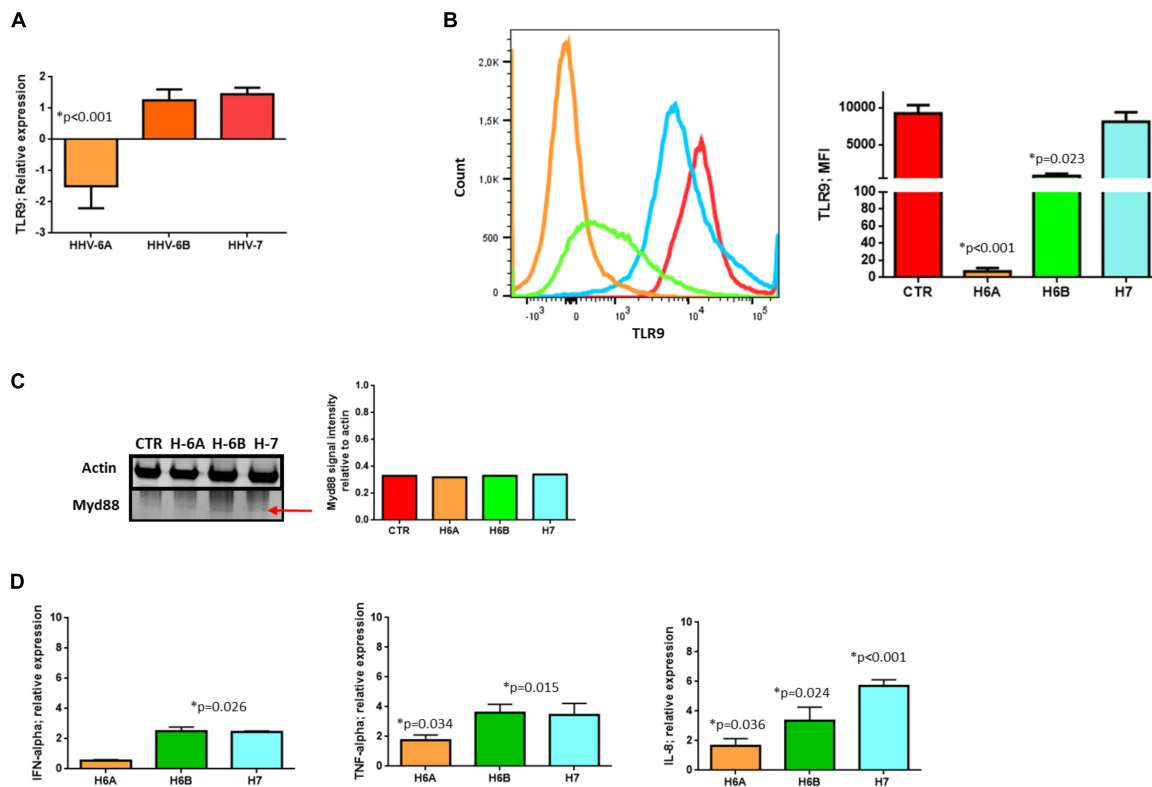 A
TLR9; Relative expression
2
1
0
-1
-2
-3
*p<0.001
HHV-6A HHV-6B HHV-7
B
Count
2,0K
1,5K
1,0K
500
0
-10³ 0 10³ 10⁴ 10⁵
TLR9
TLR9; MFI
10000
5000
100
80
60
40
20
0
*p<0.001
*p=0.023
CTR H6A H6B H7
C
CTR H-6A H-6B H-7
Actin
Myd88
Myd88 signal intensity
relative to actin
1.0
0.8
0.6
0.4
0.2
0.0
CTR H6A H6B H7
D
IFN-alpha; relative expression
10
8
6
4
2
0
*p=0.026
H6A H6B H7
TNF-alpha; relative expression
10
8
6
4
2
0
*p=0.034
*p=0.015
H6A H6B H7
IL-8; relative expression
10
8
6
4
2
0
*p=0.036
*p=0.024
*p<0.001
H6A H6B H7